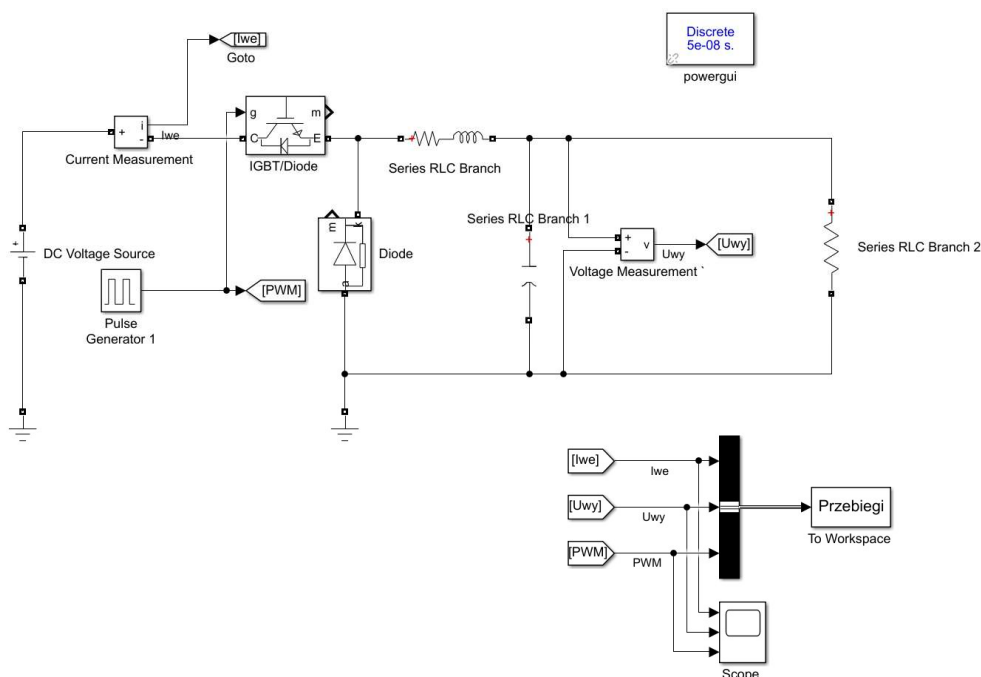 Discrete
5e-08 s.
powergui
[Iwe]
Goto
i
+
-
Iwe
Current Measurement
g
m
C
E
IGBT/Diode
Series RLC Branch
+
DC Voltage Source
m
k
a
Diode
Series RLC Branch 1
+
-
v
Uwy
[Uwy]
Voltage Measurement `
Series RLC Branch 2
[PWM]
Pulse
Generator 1
[Iwe]
Iwe
[Uwy]
Uwy
[PWM]
PWM
Przebiegi
To Workspace
Scope